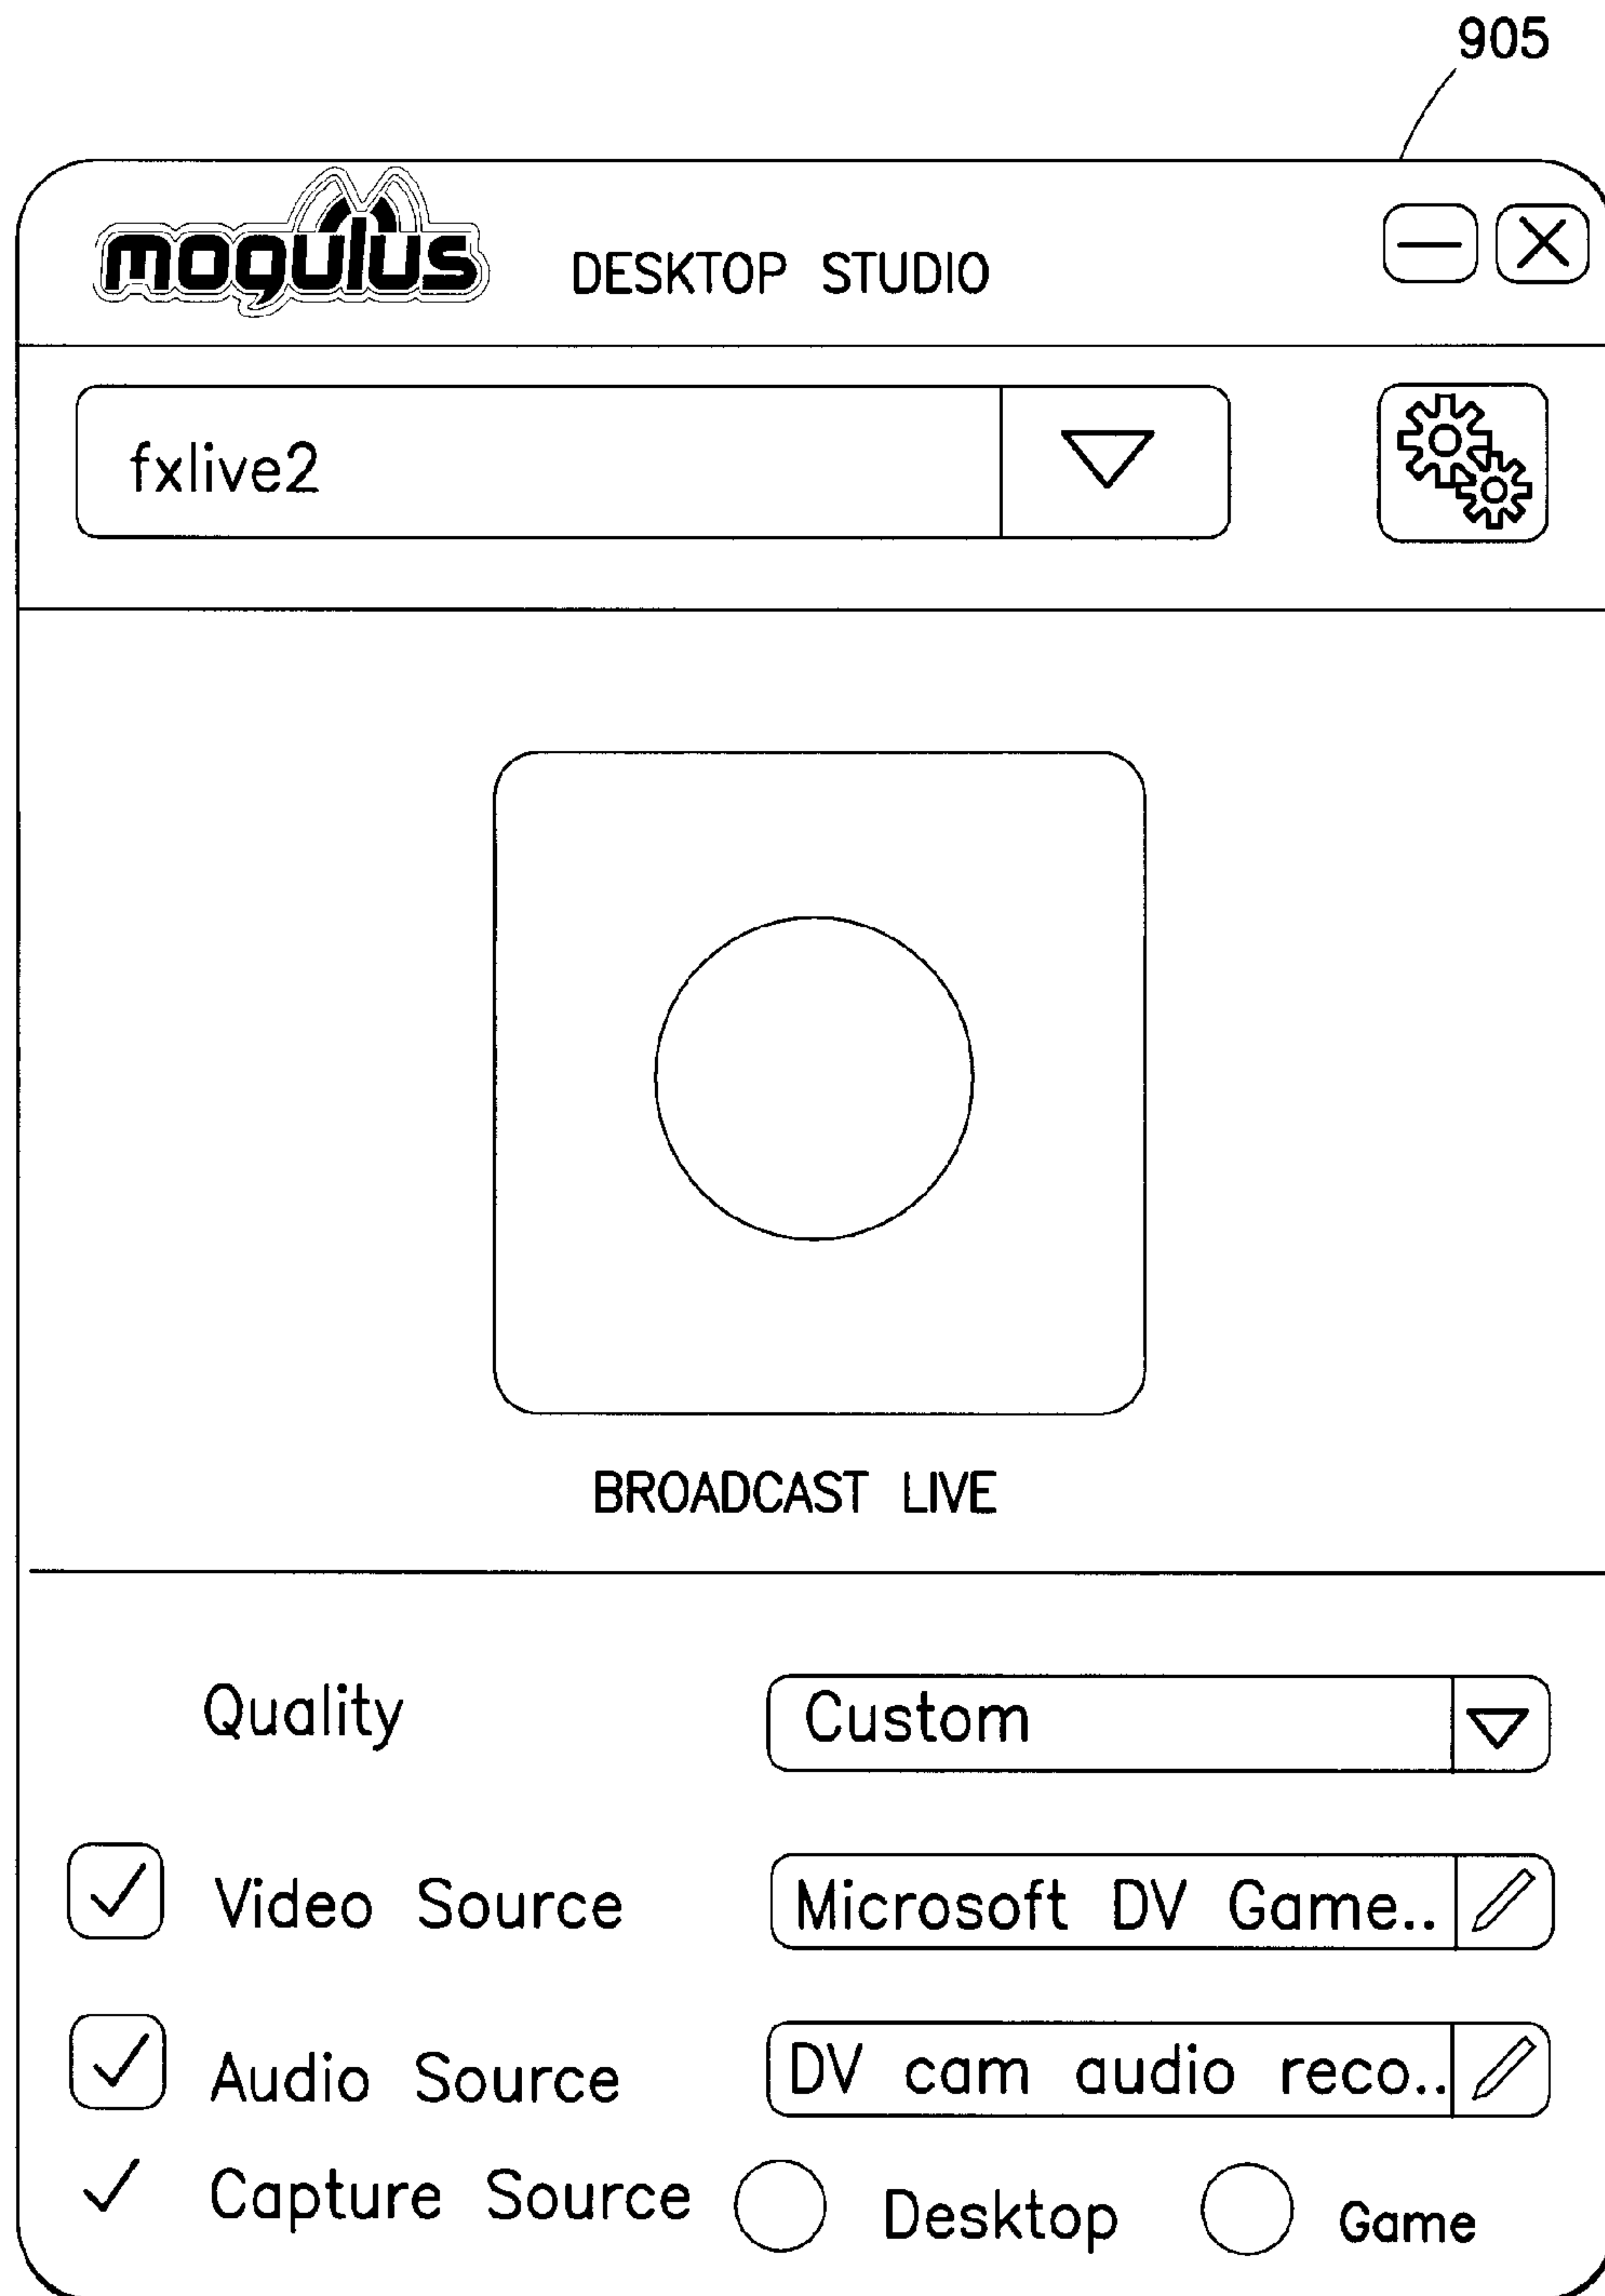 905
mogulus DESKTOP STUDIO
fxlive2
BROADCAST LIVE
Quality Custom
Video Source Microsoft DV Game..
Audio Source DV cam audio reco..
Capture Source Desktop Game